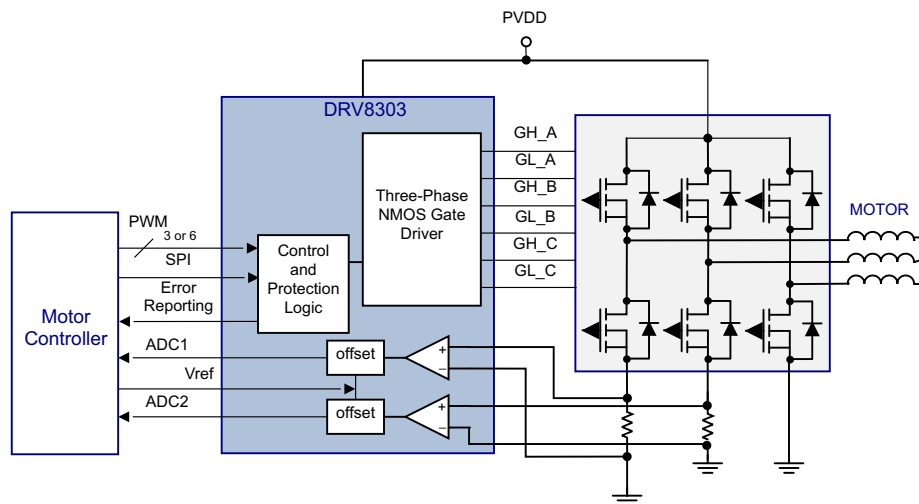 PVDD
DRV8303
GH_A
GL_A
GH_B
GL_B
GH_C
GL_C
Three-Phase
NMOS Gate
Driver
MOTOR
PWM
3 or 6
SPI
Error
Reporting
Control
and
Protection
Logic
Motor
Controller
ADC1
offset
+
–
Vref
ADC2
offset
+
–